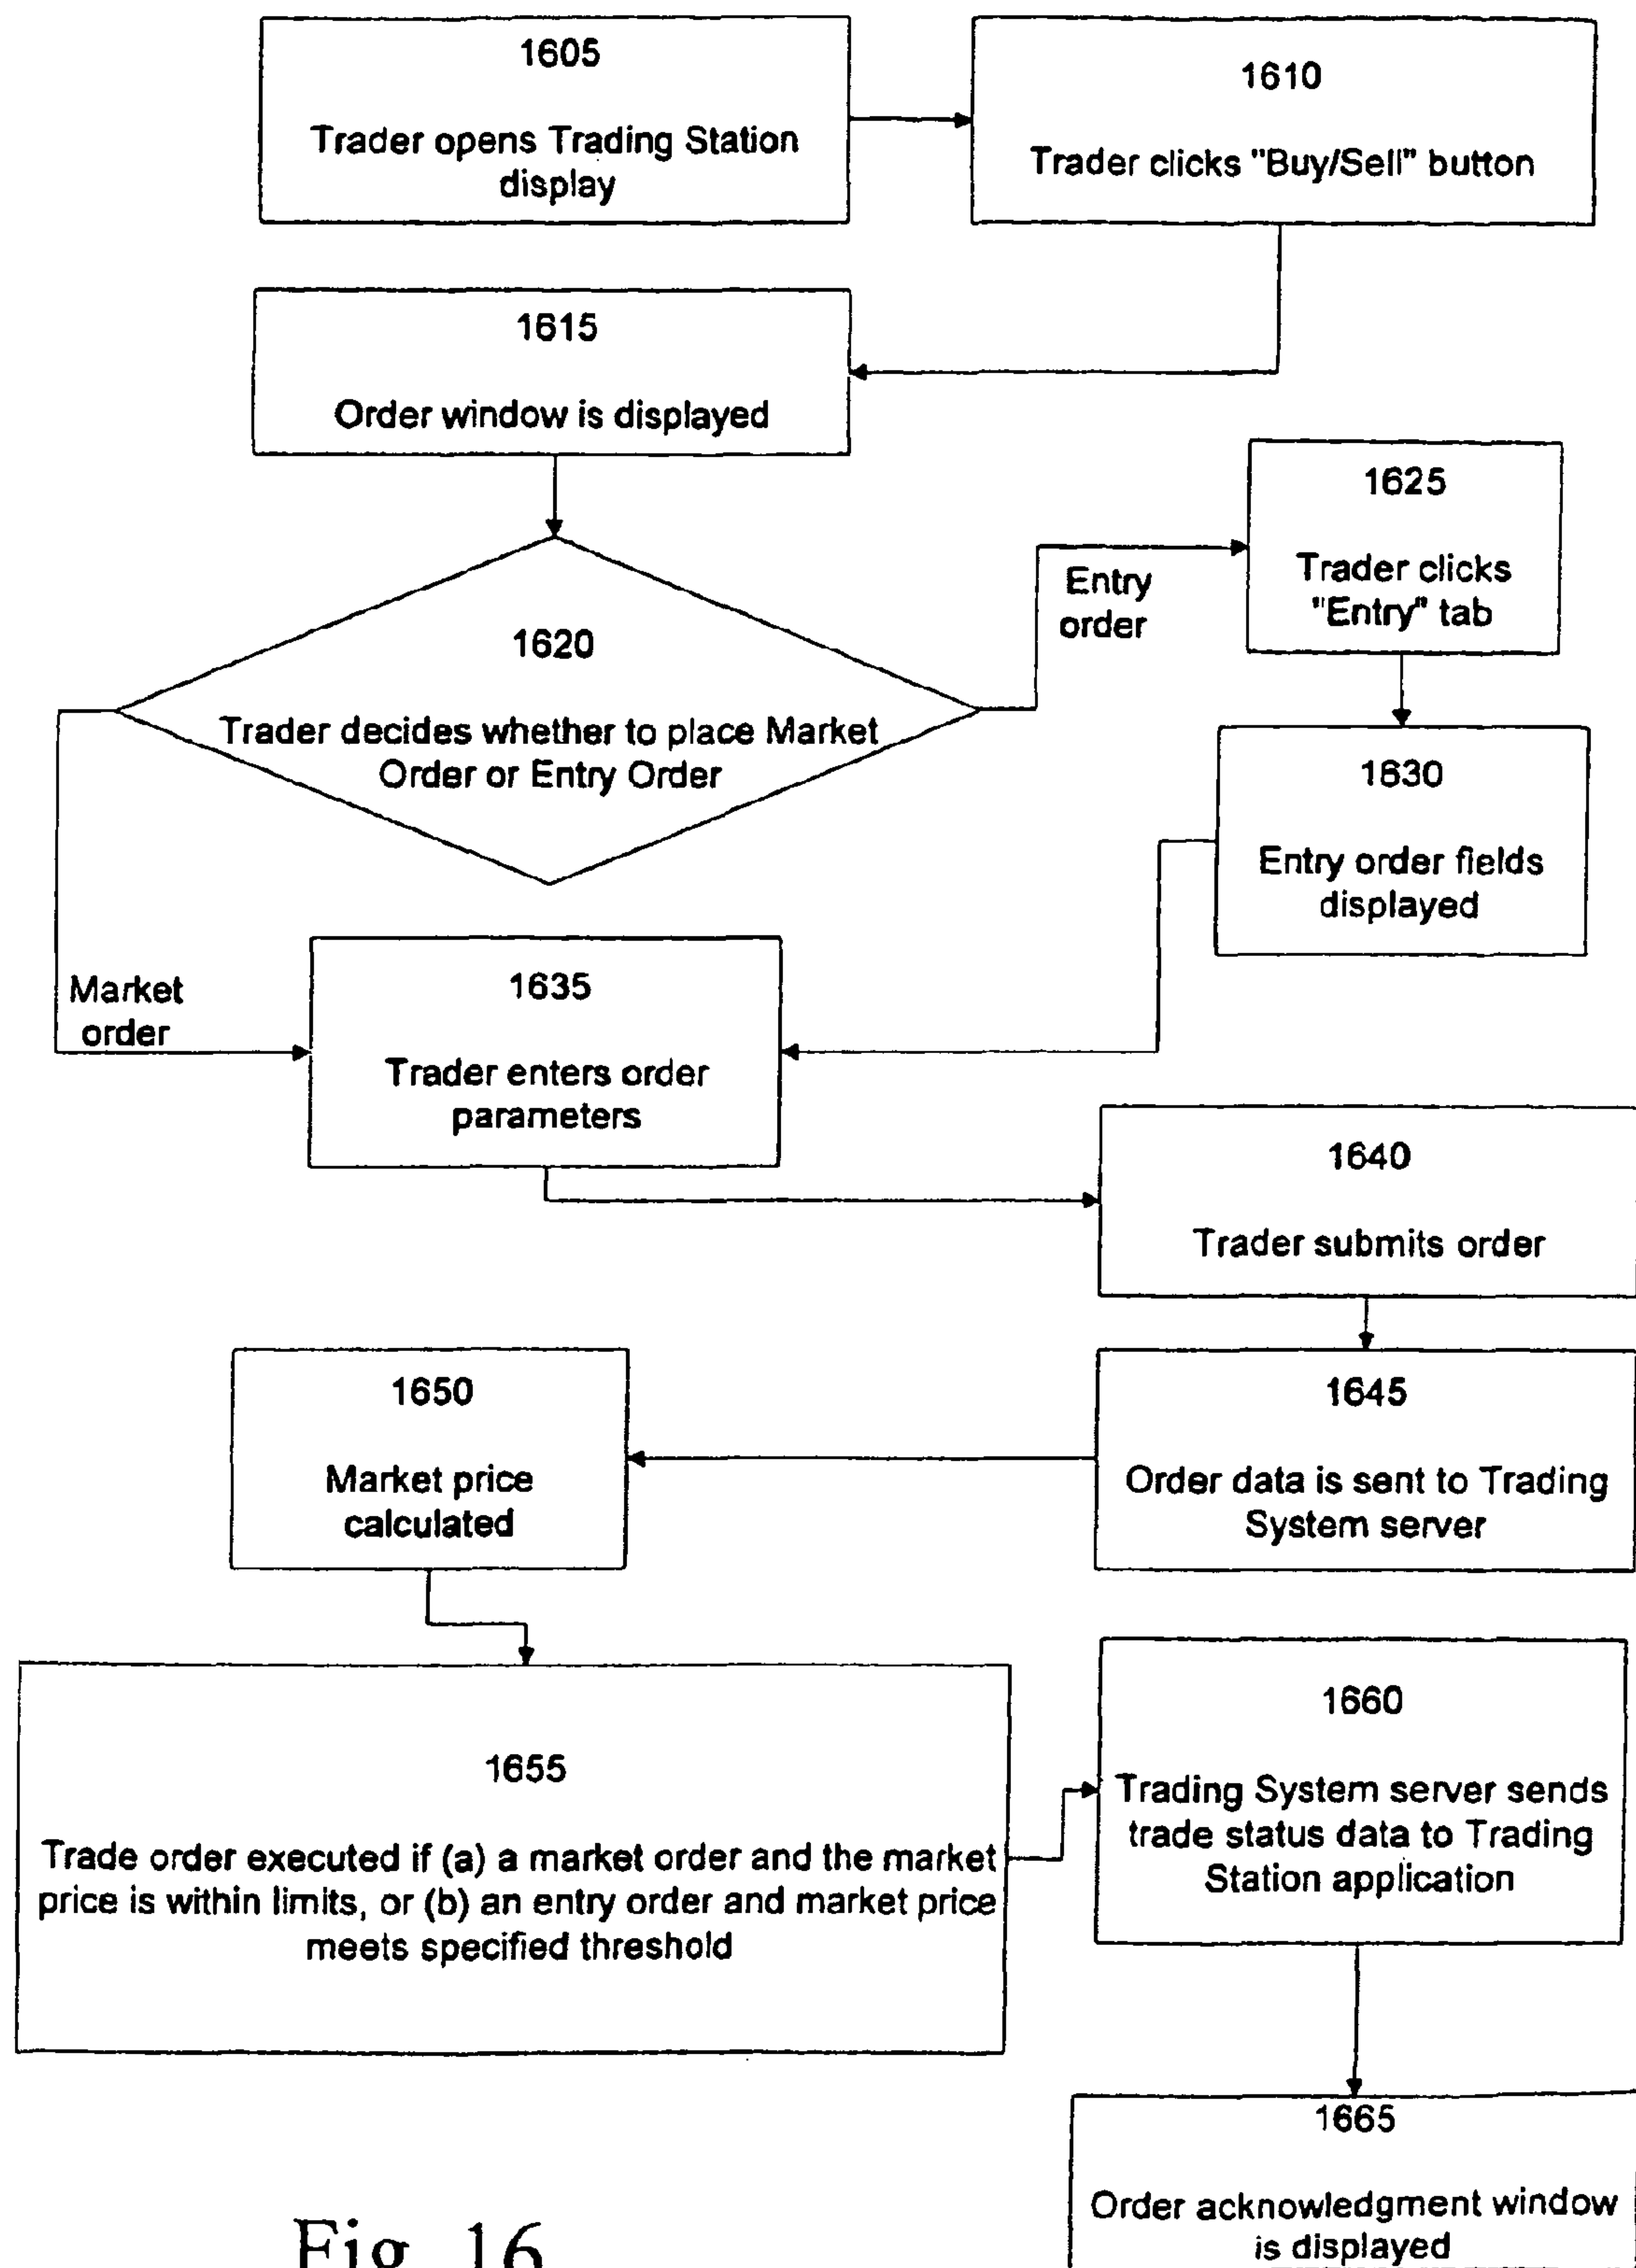 1605
Trader opens Trading Station
display
1610
Trader clicks "Buy/Sell" button
1615
Order window is displayed
1620
Trader decides whether to place Market
Order or Entry Order
Entry
order
1625
Trader clicks
"Entry" tab
1630
Entry order fields
displayed
Market
order
1635
Trader enters order
parameters
1640
Trader submits order
1645
Order data is sent to Trading
System server
1650
Market price
calculated
1655
Trade order executed if (a) a market order and the market
price is within limits, or (b) an entry order and market price
meets specified threshold
1660
Trading System server sends
trade status data to Trading
Station application
1665
Order acknowledgment window
is displayed
Fig. 16